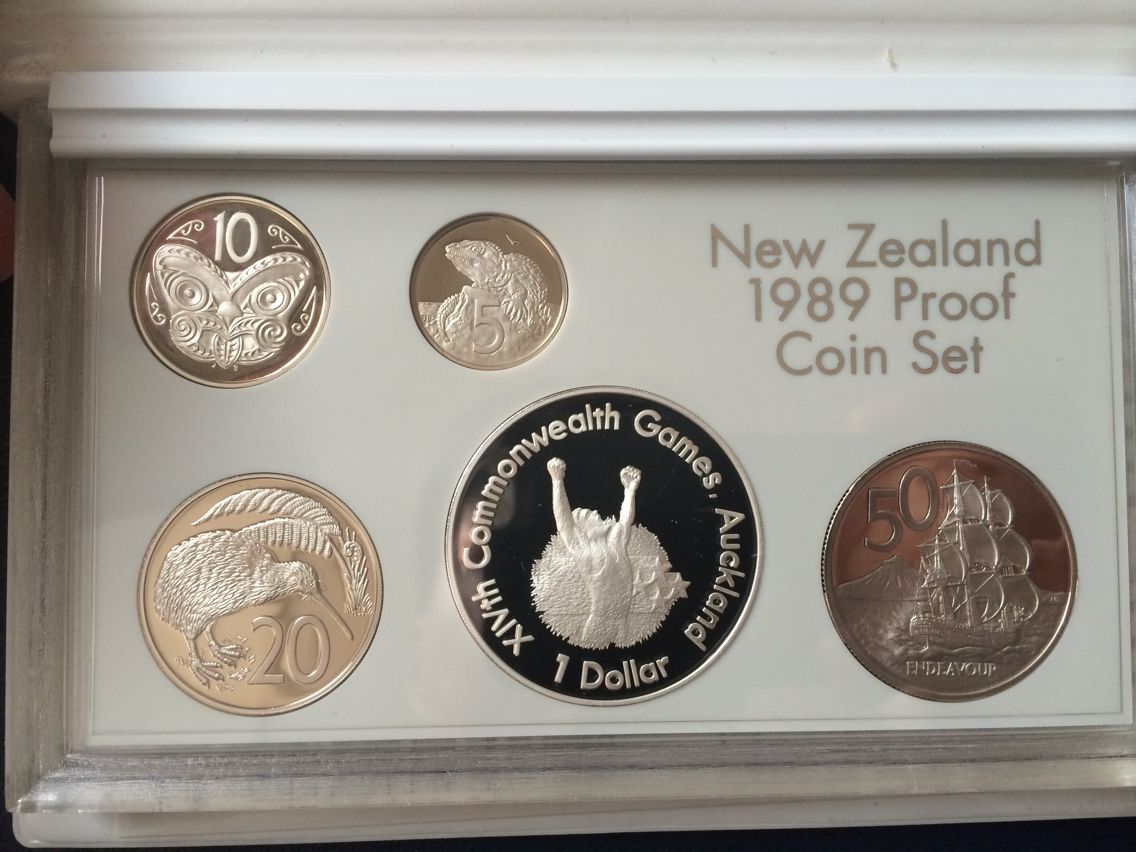 10
5
New Zealand
1989 Proof
Coin Set
20
XIVth Commonwealth Games, Auckland
1 Dollar
50
ENDEAVOUR